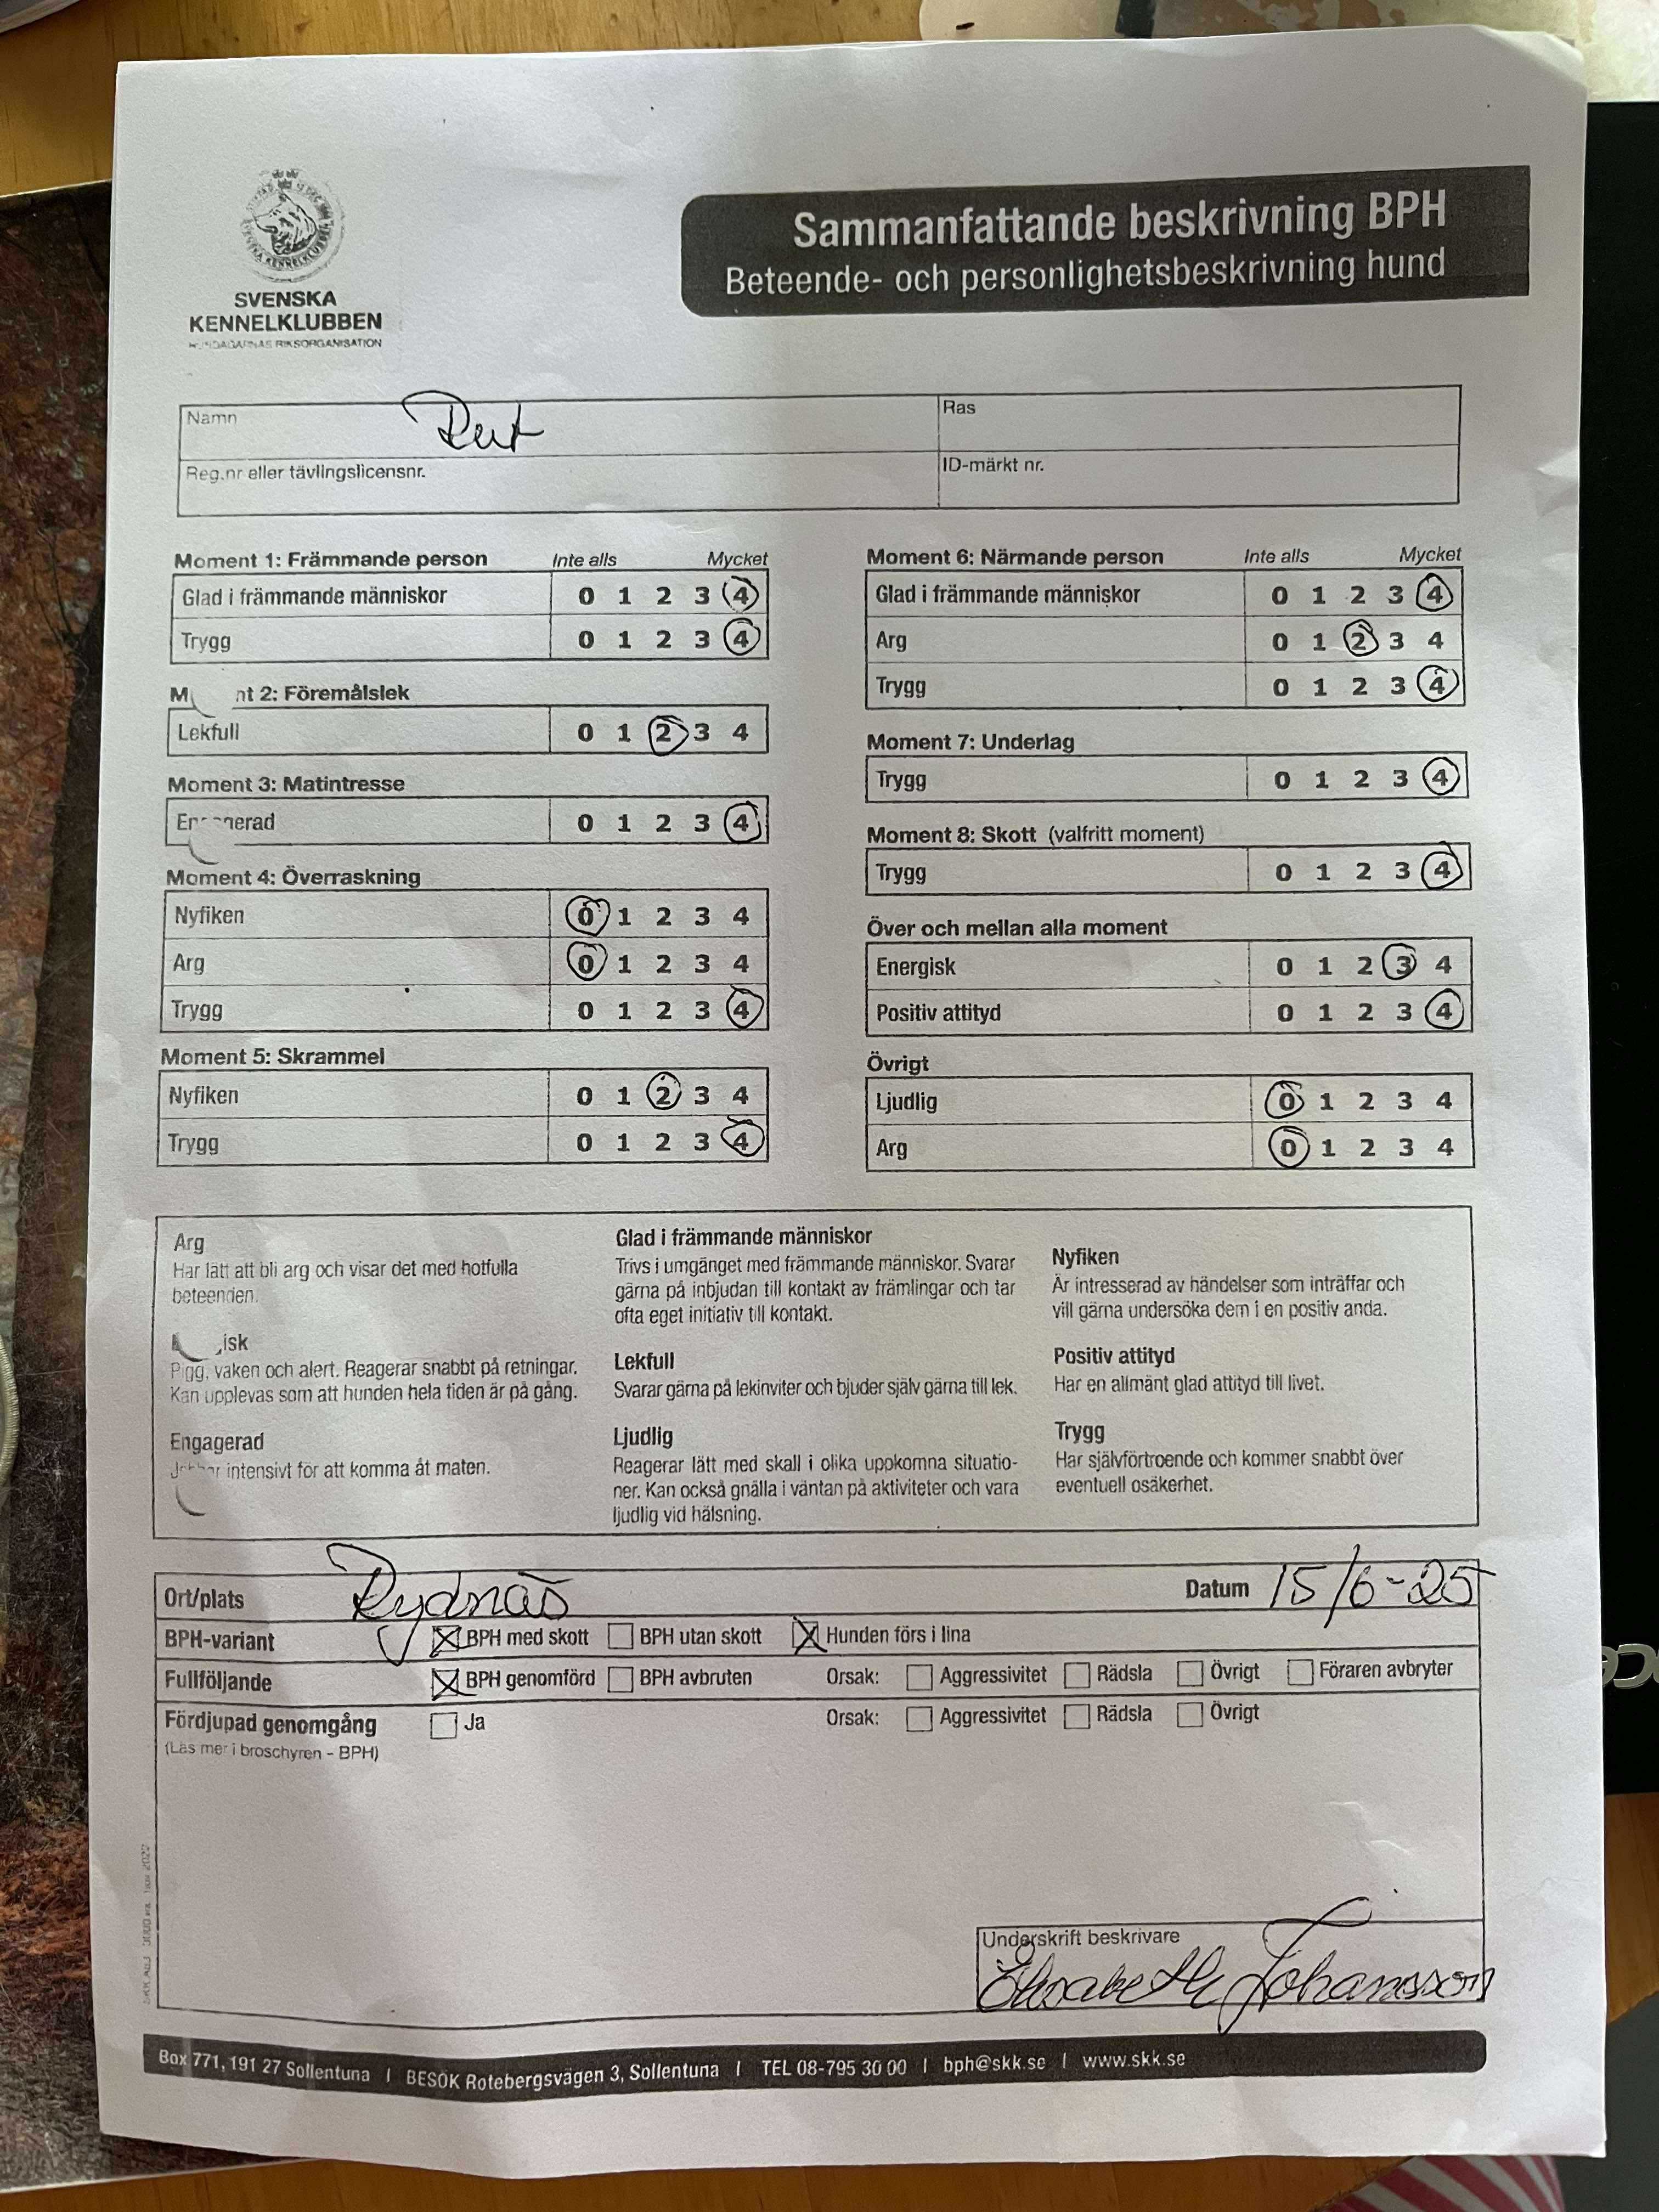 SVENSKA
KENNELKLUBBEN
HUNDÄGARNAS RIKSORGANISATION
Sammanfattande beskrivning BPH
Beteende- och personlighetsbeskrivning hund
Namn Rut
Ras
Reg.nr eller tävlingslicensnr.
ID-märkt nr.
Moment 1: Främmande person Inte alls Mycket
Glad i främmande människor 0 1 2 3 4
Trygg 0 1 2 3 4
nt 2: Föremålslek
Lekfull 0 1 2 3 4
Moment 3: Matintresse
Engagerad 0 1 2 3 4
Moment 4: Överraskning
Nyfiken 0 1 2 3 4
Arg 0 1 2 3 4
Trygg 0 1 2 3 4
Moment 5: Skrammel
Nyfiken 0 1 2 3 4
Trygg 0 1 2 3 4
Moment 6: Närmande person Inte alls Mycket
Glad i främmande människor 0 1 2 3 4
Arg 0 1 2 3 4
Trygg 0 1 2 3 4
Moment 7: Underlag
Trygg 0 1 2 3 4
Moment 8: Skott (valfritt moment)
Trygg 0 1 2 3 4
Över och mellan alla moment
Energisk 0 1 2 3 4
Positiv attityd 0 1 2 3 4
Övrigt
Ljudlig 0 1 2 3 4
Arg 0 1 2 3 4
Arg
Har lätt att bli arg och visar det med hotfulla
beteenden.
isk
Pigg, vaken och alert. Reagerar snabbt på retningar.
Kan upplevas som att hunden hela tiden är på gång.
Engagerad
Jobbar intensivt för att komma åt maten.
Glad i främmande människor
Trivs i umgänget med främmande människor. Svarar
gärna på inbjudan till kontakt av främlingar och tar
ofta eget initiativ till kontakt.
Lekfull
Svarar gärna på lekinviter och bjuder själv gärna till lek.
Ljudlig
Reagerar lätt med skall i olika uppkomna situatio-
ner. Kan också gnälla i väntan på aktiviteter och vara
ljudlig vid hälsning.
Nyfiken
Är intresserad av händelser som inträffar och
vill gärna undersöka dem i en positiv anda.
Positiv attityd
Har en allmänt glad attityd till livet.
Trygg
Har självförtroende och kommer snabbt över
eventuell osäkerhet.
Ort/plats Rydnäs Datum 15/6-25
BPH-variant BPH med skott BPH utan skott Hunden förs i lina
Fullföljande BPH genomförd BPH avbruten Orsak: Aggressivitet Rädsla Övrigt Föraren avbryter
Fördjupad genomgång Ja Orsak: Aggressivitet Rädsla Övrigt
(Läs mer i broschyren - BPH)
Underskrift beskrivare
Elisabeth Johansson
Box 771, 191 27 Sollentuna | BESÖK Rotebergsvägen 3, Sollentuna | TEL 08-795 30 00 | bph@skk.se | www.skk.se